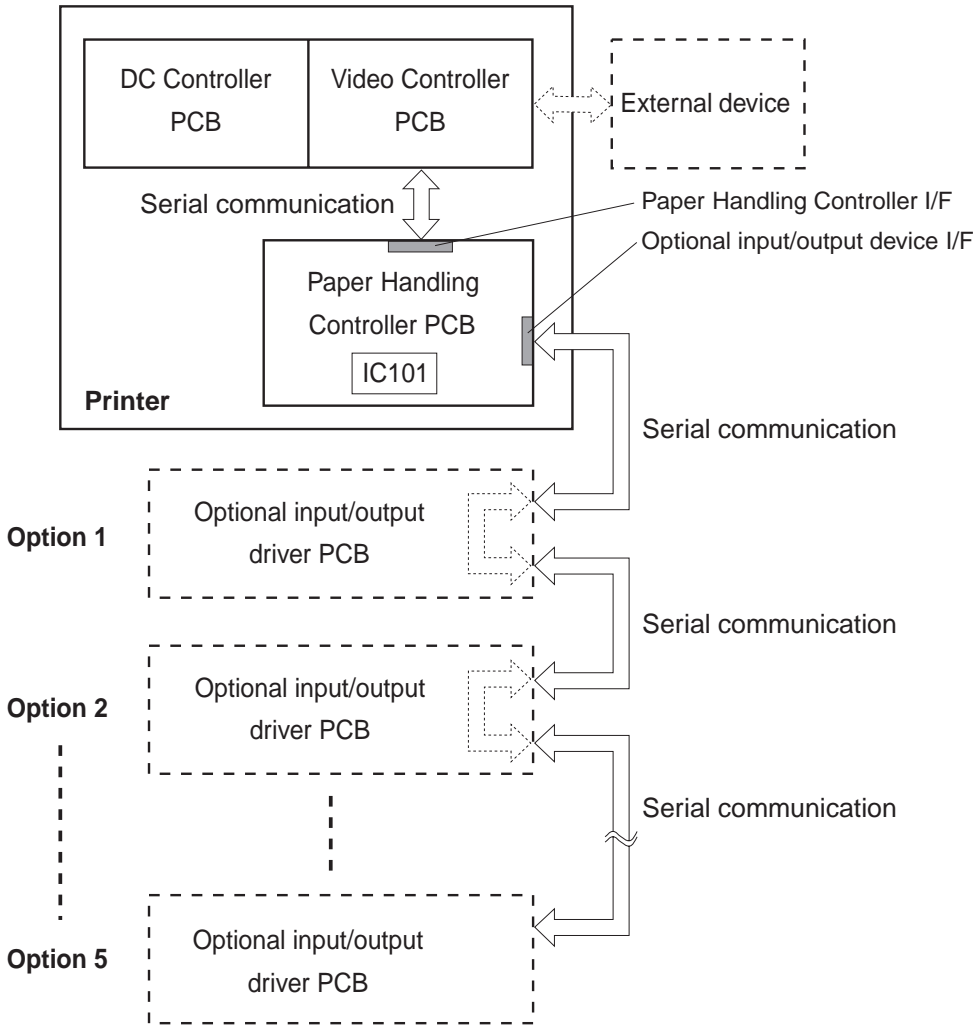 DC Controller
PCB
Video Controller
PCB
External device
Serial communication
Paper Handling Controller I/F
Optional input/output device I/F
Paper Handling
Controller PCB
IC101
Printer
Serial communication
Option 1
Optional input/output
driver PCB
Serial communication
Option 2
Optional input/output
driver PCB
Serial communication
Option 5
Optional input/output
driver PCB